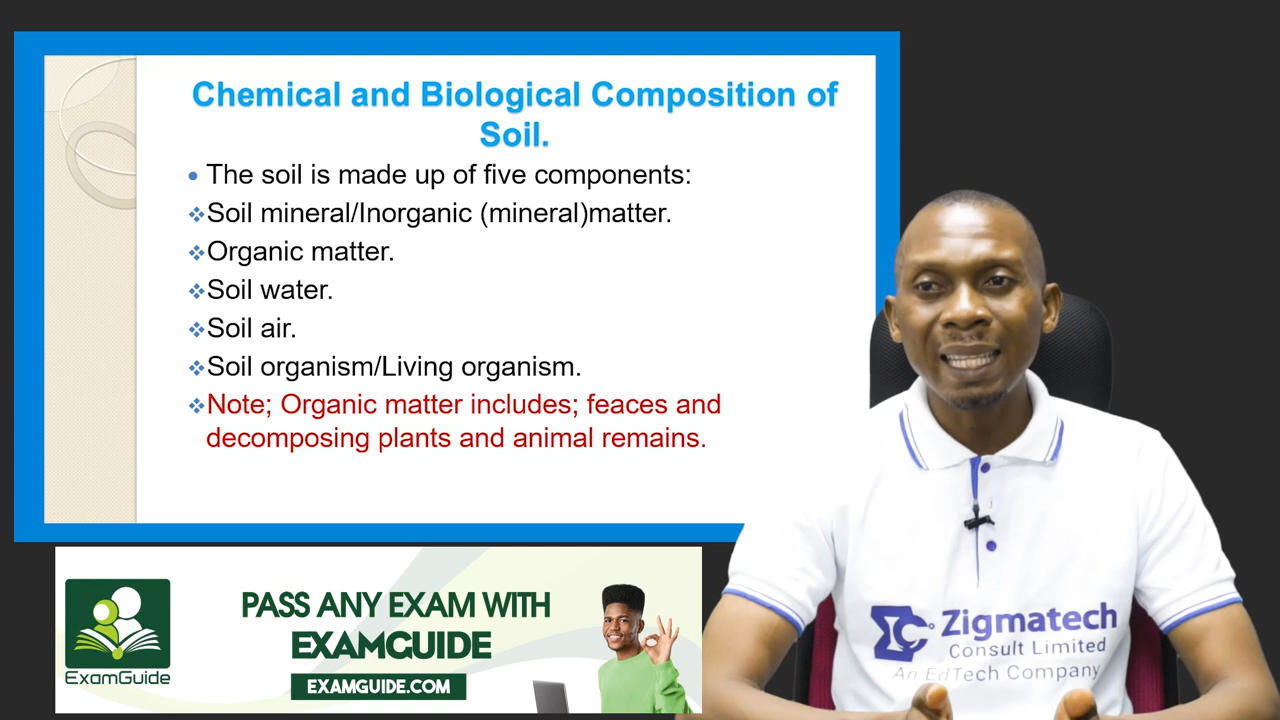 Chemical and Biological Composition of
Soil.
The soil is made up of five components:
Soil mineral/Inorganic (mineral)matter.
Organic matter.
Soil water.
Soil air.
Soil organism/Living organism.
Note; Organic matter includes; feaces and
decomposing plants and animal remains.
PASS ANY EXAM WITH
EXAMGUIDE
EXAMGUIDE.COM
ExamGuide
Zigmatech
Consult Limited
An EdTech Company